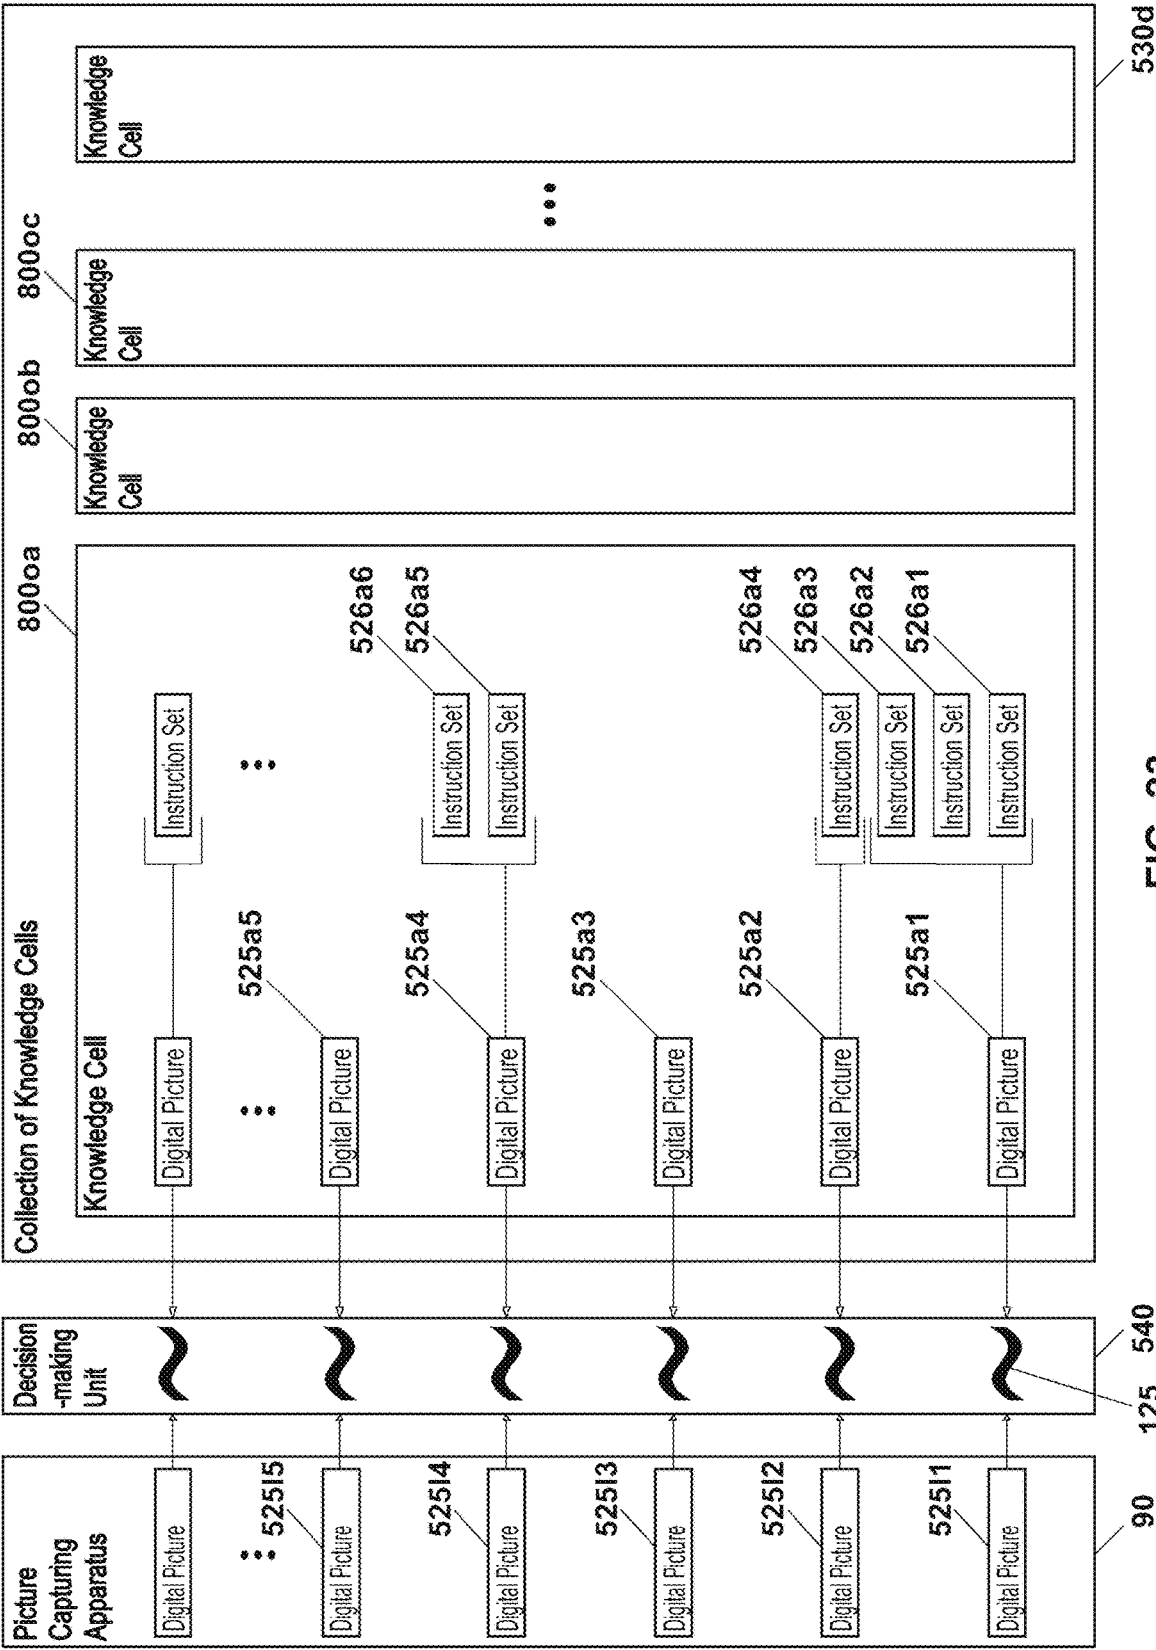 Picture
Capturing
Apparatus
Digital Picture
525l5
Digital Picture
525l4
Digital Picture
525l3
Digital Picture
525l2
Digital Picture
525l1
Digital Picture
90
Decision
-making
Unit
125
540
Collection of Knowledge Cells
Knowledge Cell
800oa
Digital Picture
Instruction Set
525a5
Digital Picture
525a4
526a6
Digital Picture
Instruction Set
526a5
Instruction Set
525a3
Digital Picture
525a2
526a4
Digital Picture
Instruction Set
526a3
Instruction Set
526a2
Instruction Set
525a1
526a1
Digital Picture
Instruction Set
800ob
Knowledge
Cell
800oc
Knowledge
Cell
Knowledge
Cell
530d
FIG.